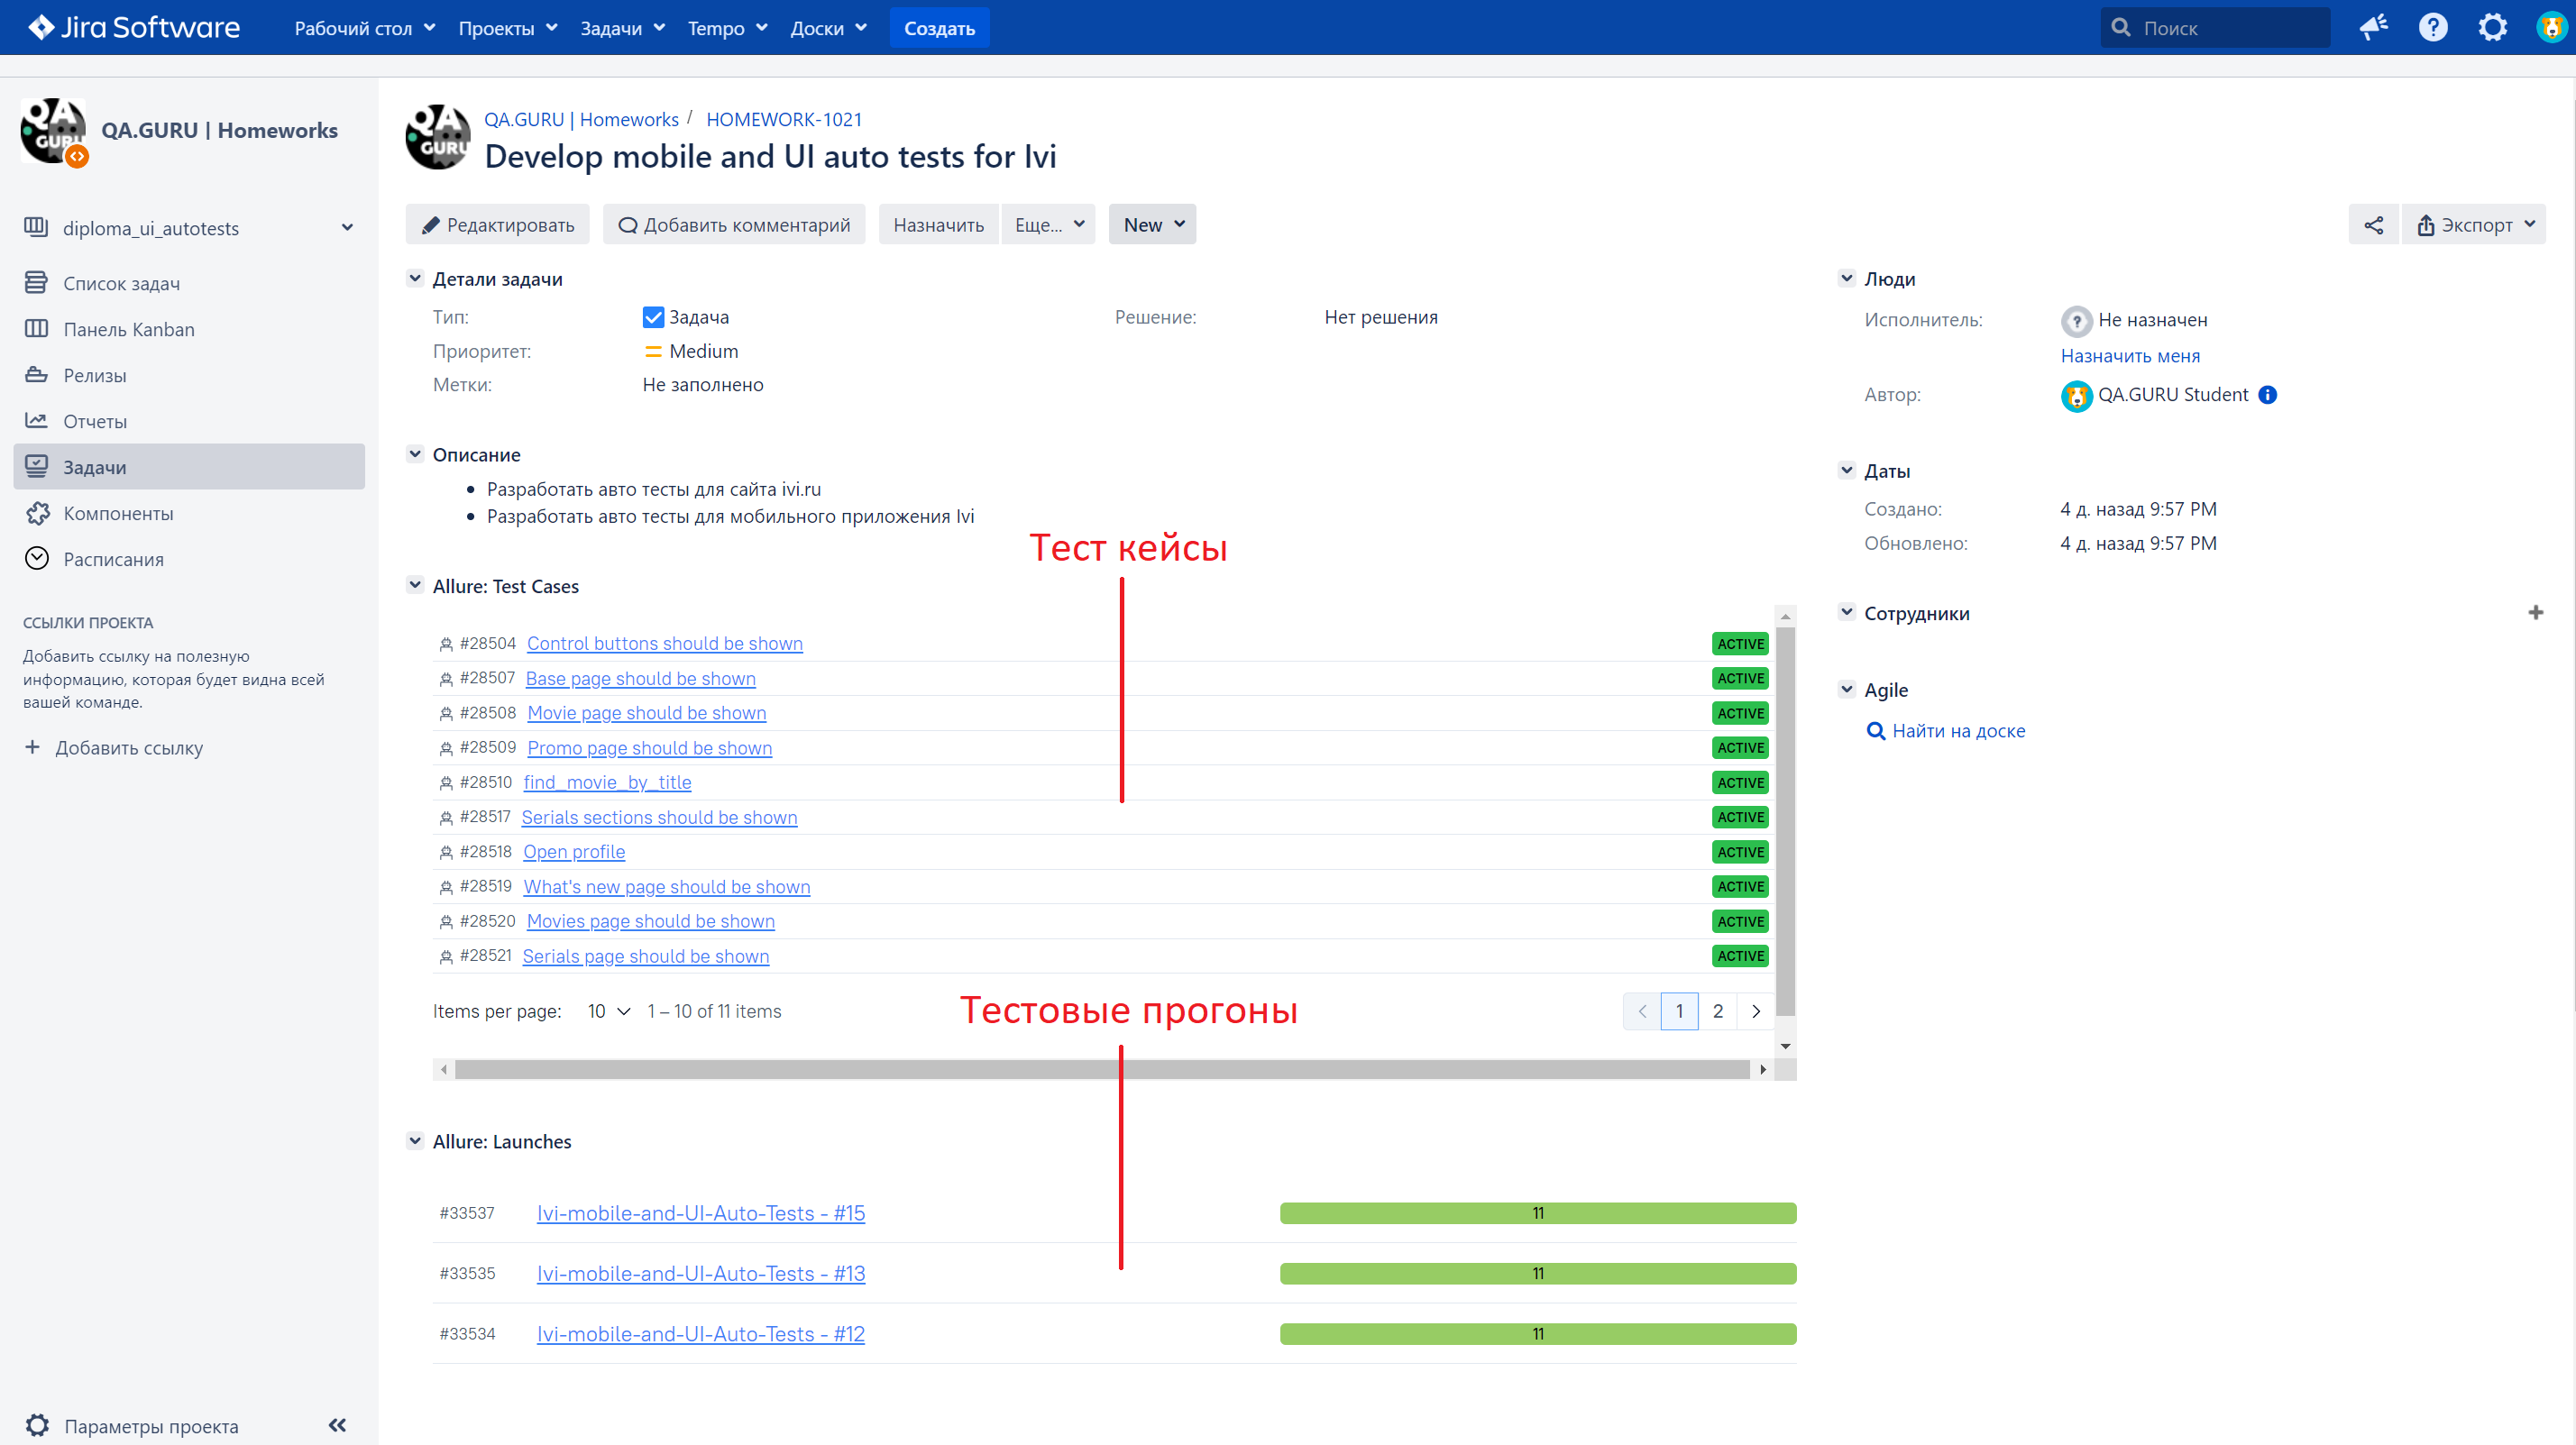 Jira Software
Рабочий стол Проекты Задачи Tempo Доски Создать
Поиск
QA.GURU | Homeworks
diploma_ui_autotests
Список задач
Панель Kanban
Релизы
Отчеты
Задачи
Компоненты
Расписания
ССЫЛКИ ПРОЕКТА
Добавить ссылку на полезную
информацию, которая будет видна всей
вашей команде.
+ Добавить ссылку
Параметры проекта
QA GURU
QA.GURU | Homeworks / HOMEWORK-1021
Develop mobile and UI auto tests for Ivi
Редактировать Добавить комментарий Назначить Еще... New
Экспорт
Детали задачи
Тип: Задача Решение: Нет решения
Приоритет: Medium
Метки: Не заполнено
Описание
• Разработать авто тесты для сайта ivi.ru
• Разработать авто тесты для мобильного приложения Ivi
Тест кейсы
Allure: Test Cases
#28504 Control buttons should be shown ACTIVE
#28507 Base page should be shown ACTIVE
#28508 Movie page should be shown ACTIVE
#28509 Promo page should be shown ACTIVE
#28510 find_movie_by_title ACTIVE
#28517 Serials sections should be shown ACTIVE
#28518 Open profile ACTIVE
#28519 What's new page should be shown ACTIVE
#28520 Movies page should be shown ACTIVE
#28521 Serials page should be shown ACTIVE
Items per page: 10 1 – 10 of 11 items 1 2
Тестовые прогоны
Allure: Launches
#33537 Ivi-mobile-and-UI-Auto-Tests - #15 11
#33535 Ivi-mobile-and-UI-Auto-Tests - #13 11
#33534 Ivi-mobile-and-UI-Auto-Tests - #12 11
Люди
Исполнитель: Не назначен
Назначить меня
Автор: QA.GURU Student
Даты
Создано: 4 д. назад 9:57 PM
Обновлено: 4 д. назад 9:57 PM
Сотрудники
Agile
Найти на доске